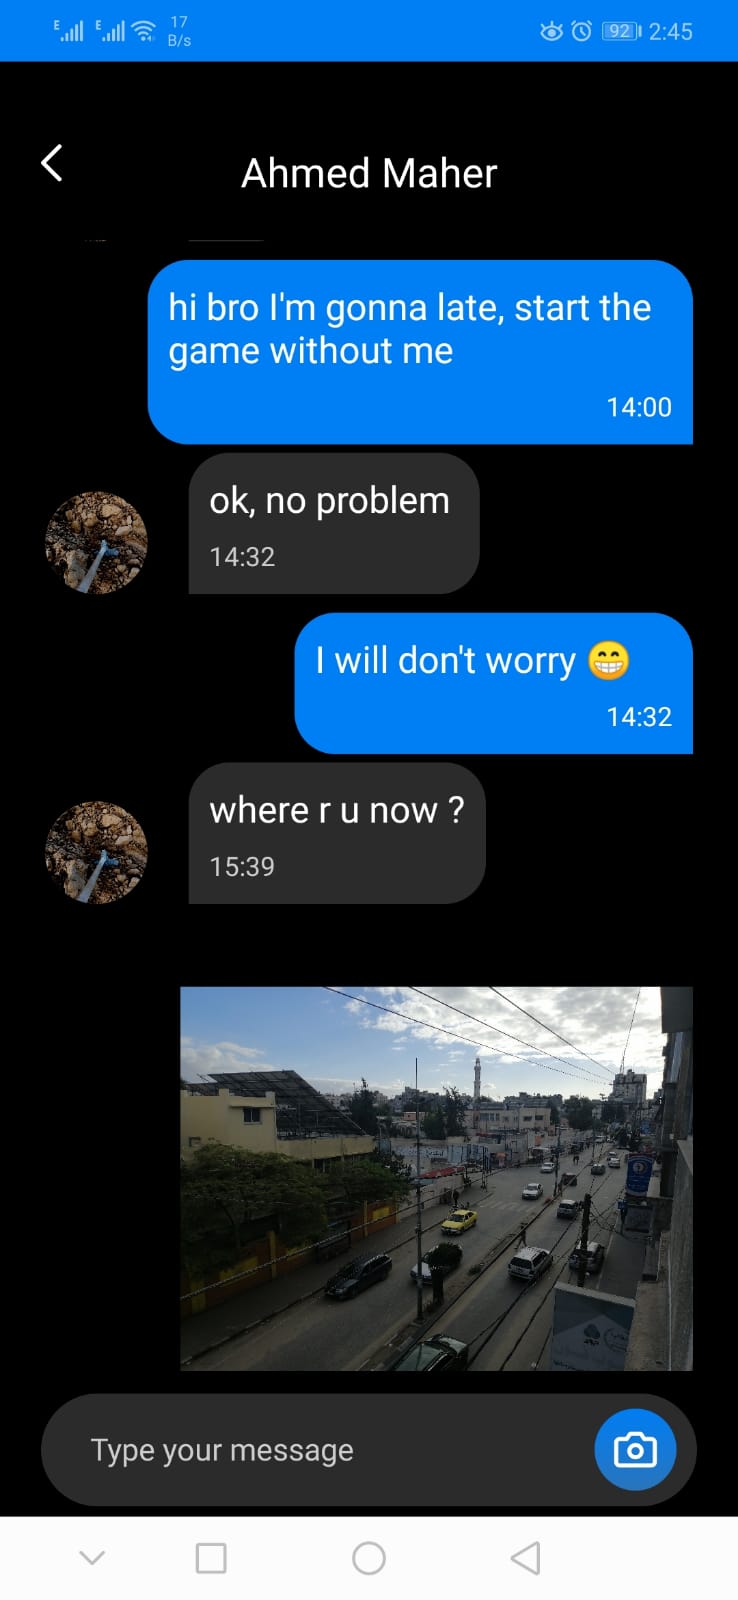 E E 17
B/s
92 2:45
Ahmed Maher
hi bro I'm gonna late, start the
game without me
14:00
ok, no problem
14:32
I will don't worry 😁
14:32
where r u now ?
15:39
Type your message